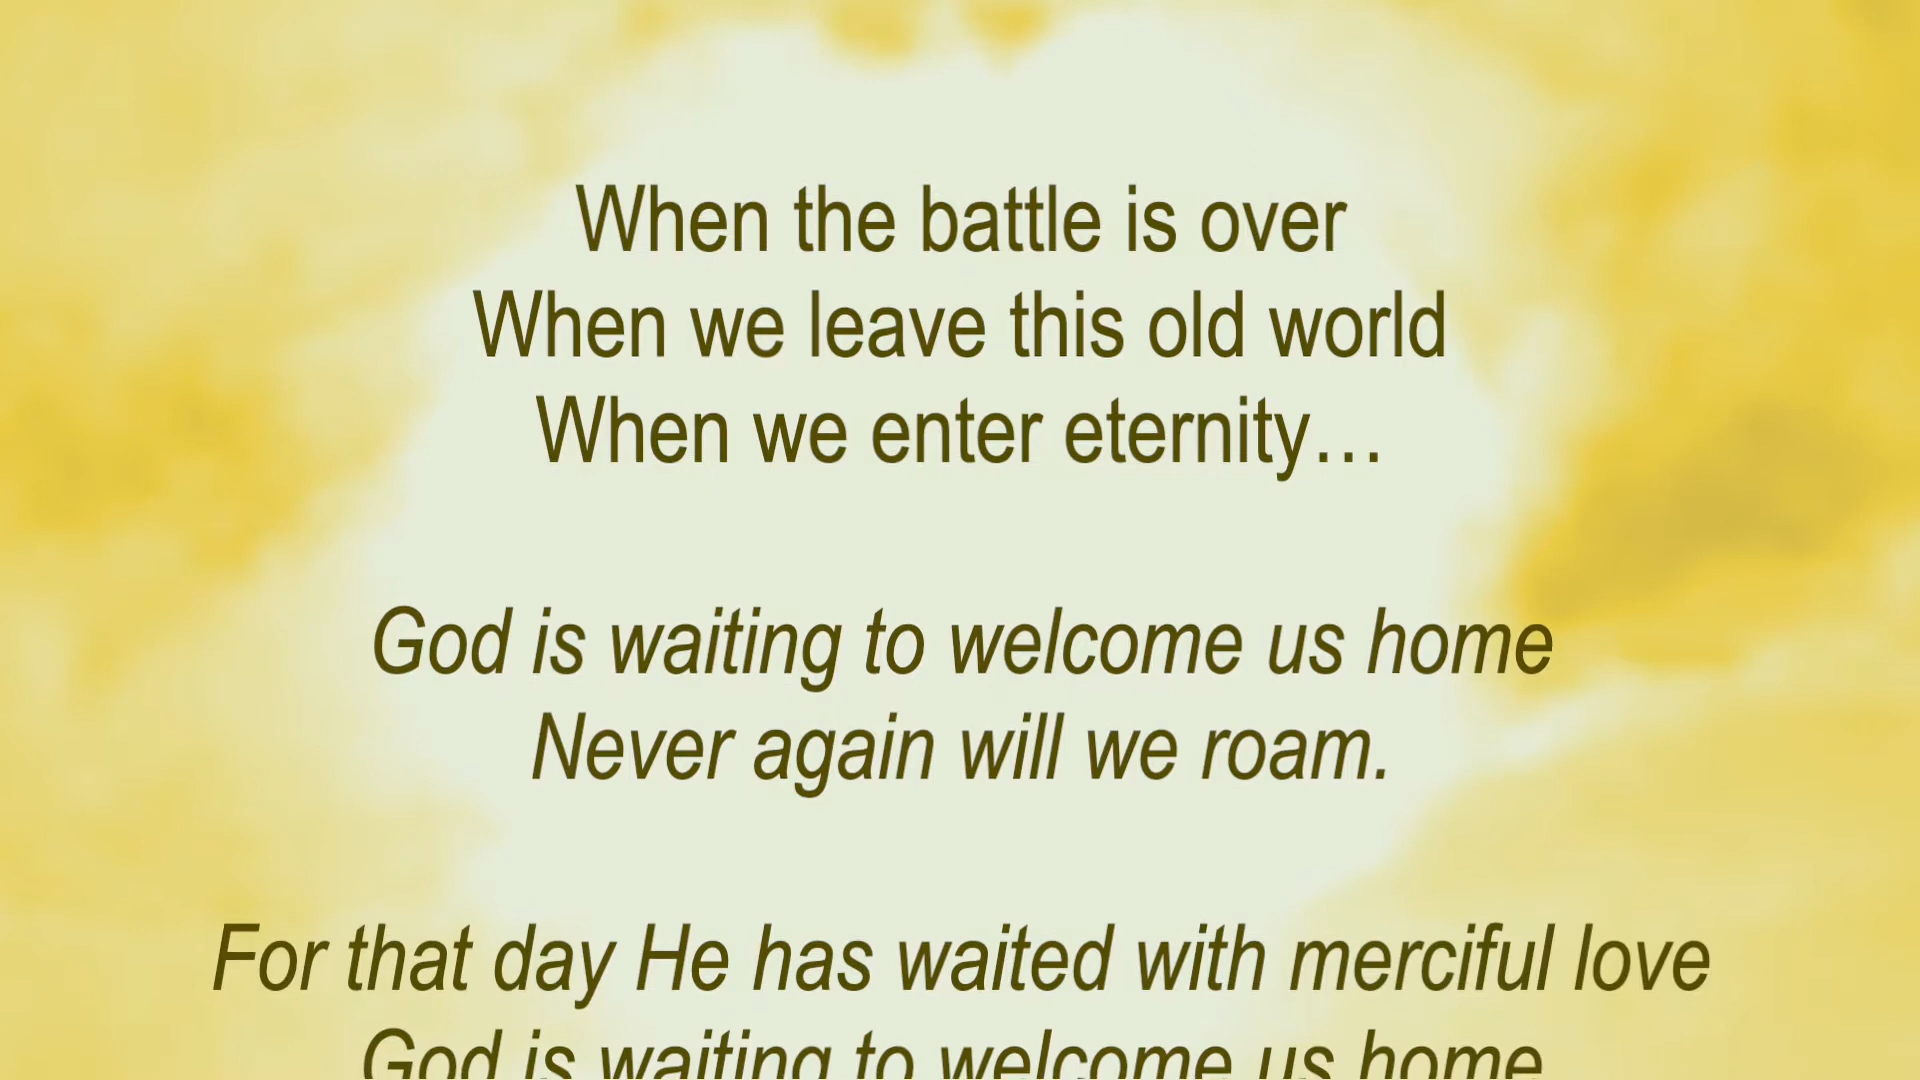 When the battle is over
When we leave this old world
When we enter eternity…
God is waiting to welcome us home
Never again will we roam.
For that day He has waited with merciful love
God is waiting to welcome us home